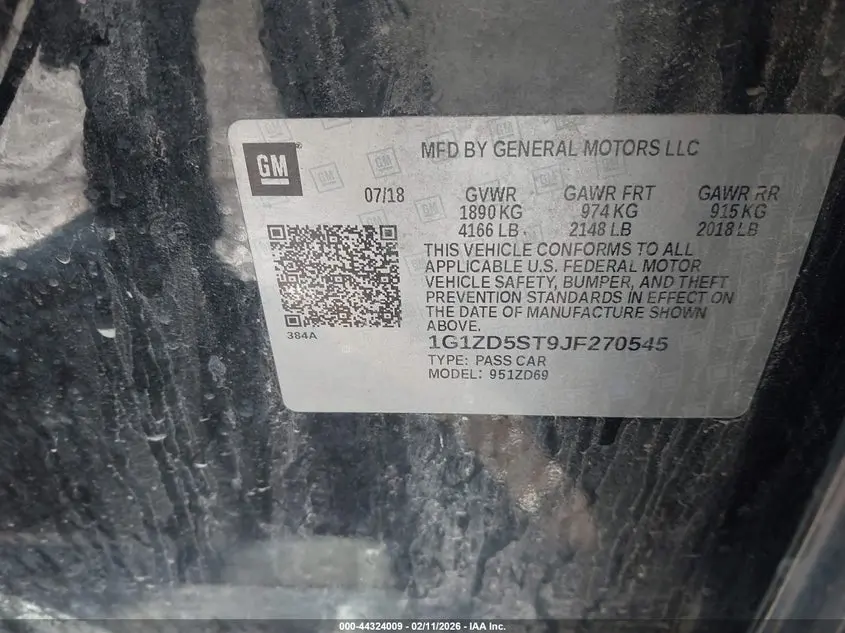 GM
MFD BY GENERAL MOTORS LLC
07/18 GVWR GAWR FRT GAWR RR
1890 KG 974 KG 915 KG
4166 LB 2148 LB 2018 LB
THIS VEHICLE CONFORMS TO ALL
APPLICABLE U.S. FEDERAL MOTOR
VEHICLE SAFETY, BUMPER, AND THEFT
PREVENTION STANDARDS IN EFFECT ON
THE DATE OF MANUFACTURE SHOWN
ABOVE.
384A
1G1ZD5ST9JF270545
TYPE: PASS CAR
MODEL: 951ZD69
000-44324009 - 02/11/2026 - IAA Inc.